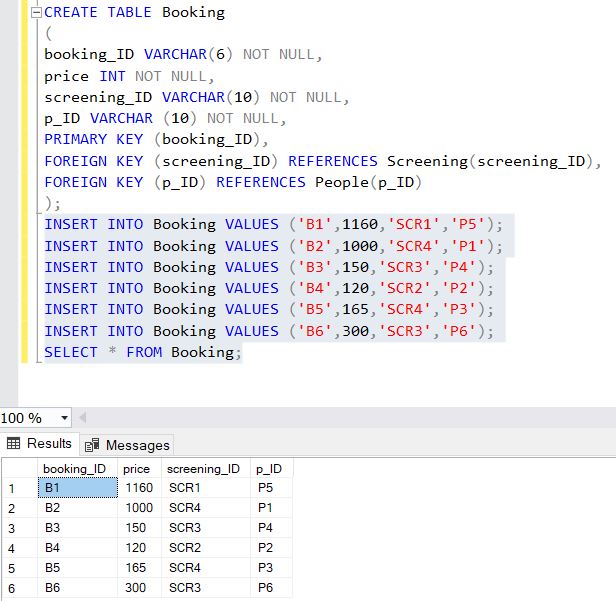 CREATE TABLE Booking
(
booking_ID VARCHAR(6) NOT NULL,
price INT NOT NULL,
screening_ID VARCHAR(10) NOT NULL,
p_ID VARCHAR (10) NOT NULL,
PRIMARY KEY (booking_ID),
FOREIGN KEY (screening_ID) REFERENCES Screening(screening_ID),
FOREIGN KEY (p_ID) REFERENCES People(p_ID)
);
INSERT INTO Booking VALUES ('B1',1160,'SCR1','P5');
INSERT INTO Booking VALUES ('B2',1000,'SCR4','P1');
INSERT INTO Booking VALUES ('B3',150,'SCR3','P4');
INSERT INTO Booking VALUES ('B4',120,'SCR2','P2');
INSERT INTO Booking VALUES ('B5',165,'SCR4','P3');
INSERT INTO Booking VALUES ('B6',300,'SCR3','P6');
SELECT * FROM Booking;
100 %
Results Messages
booking_ID price screening_ID p_ID
1 B1 1160 SCR1 P5
2 B2 1000 SCR4 P1
3 B3 150 SCR3 P4
4 B4 120 SCR2 P2
5 B5 165 SCR4 P3
6 B6 300 SCR3 P6